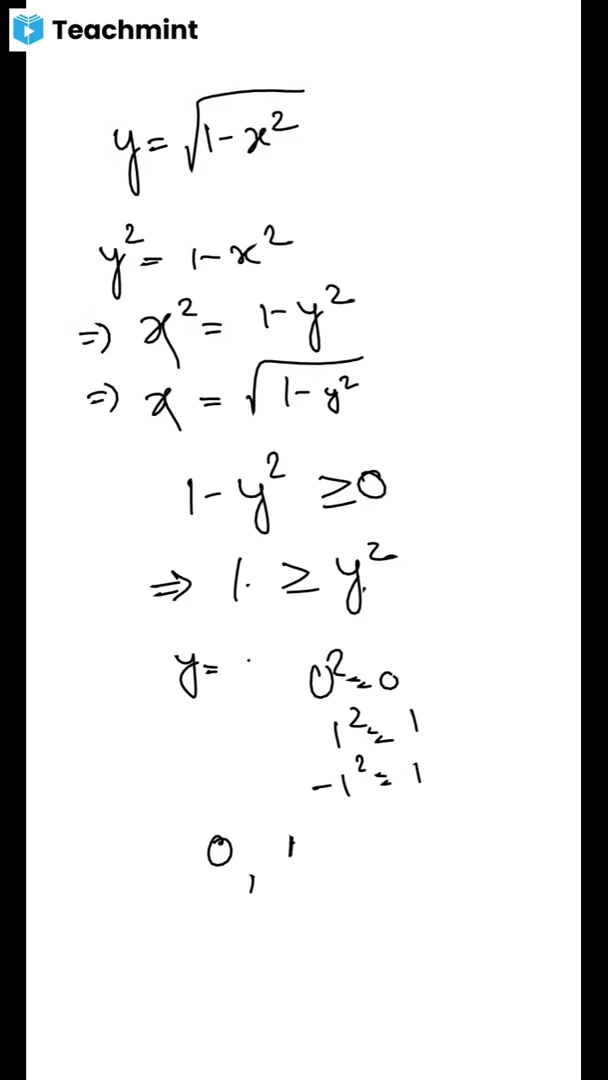 Teachmint
y = √(1-x²)
y² = 1-x²
=) x² = 1-y²
=) x = √(1-y²)
1-y² ≥0
⇒ 1. ≥ y²
y= . 0²=0
1²= 1
-1²= 1
0, 1